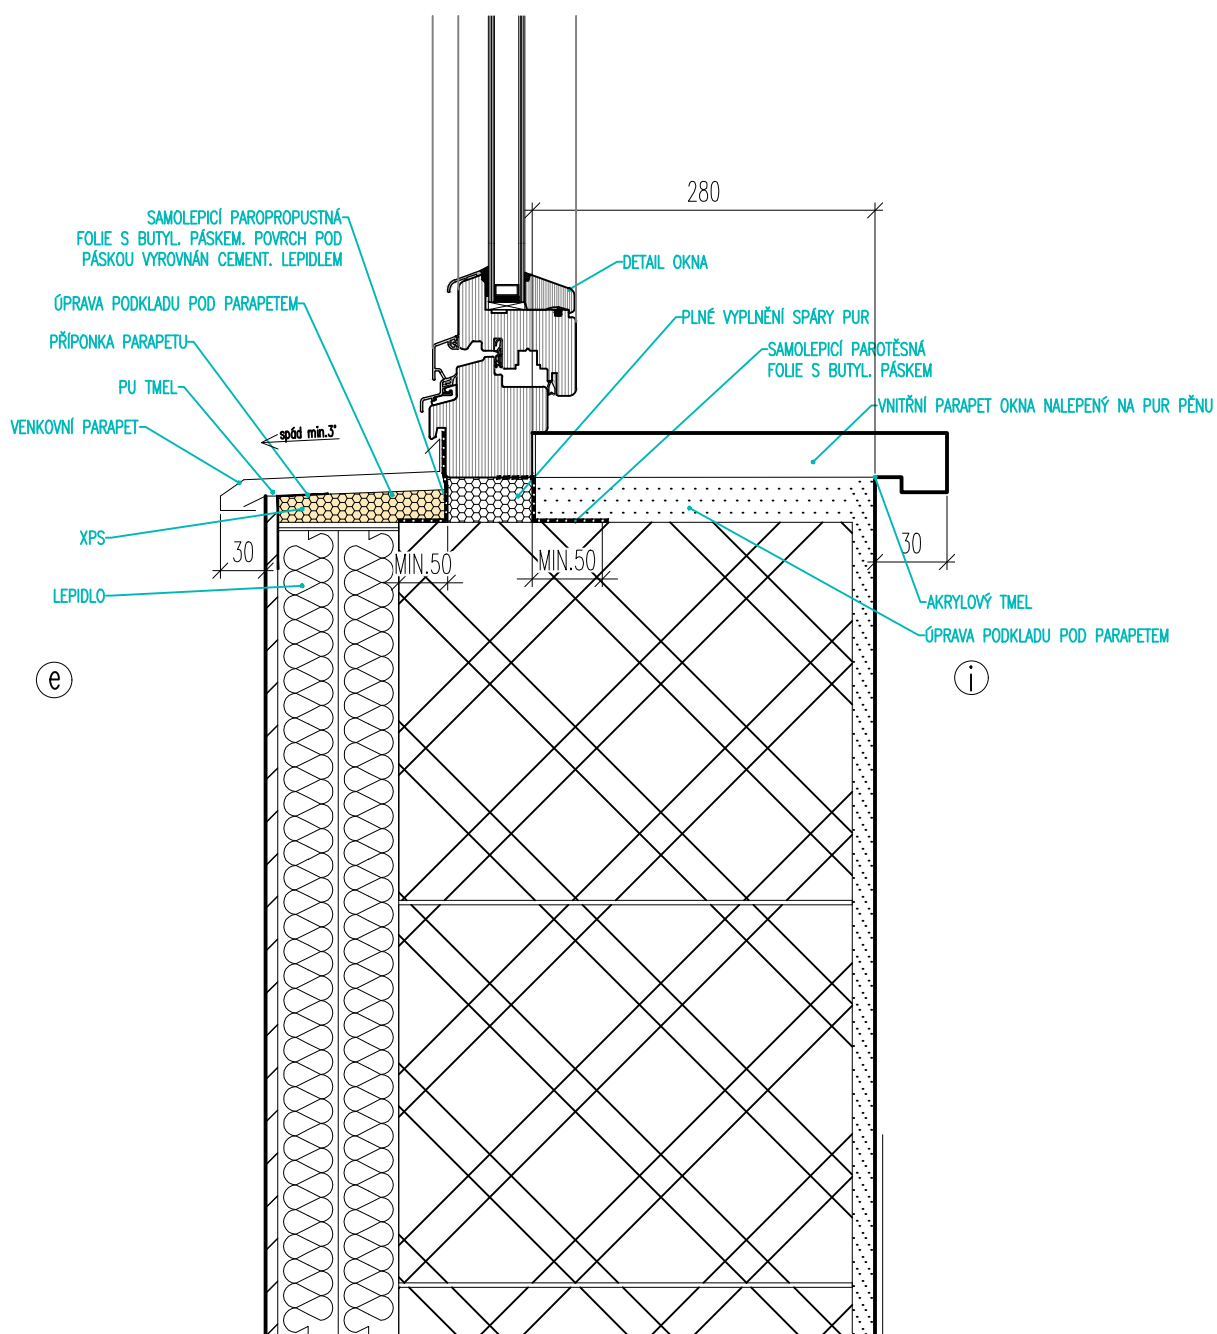 280
SAMOLEPICÍ PAROPROPUSTNÁ
FOLIE S BUTYL. PÁSKEM. POVRCH POD
PÁSKOU VYROVNÁN CEMENT. LEPIDLEM
DETAIL OKNA
ÚPRAVA PODKLADU POD PARAPETEM
PLNÉ VYPLNĚNÍ SPÁRY PUR
PŘÍPONKA PARAPETU
SAMOLEPICÍ PAROTĚSNÁ
FOLIE S BUTYL. PÁSKEM
PU TMEL
VNITŘNÍ PARAPET OKNA NALEPENÝ NA PUR PĚNU
VENKOVNÍ PARAPET
spád min.3°
XPS
30
MIN.50
MIN.50
30
LEPIDLO
AKRYLOVÝ TMEL
ÚPRAVA PODKLADU POD PARAPETEM
e
i